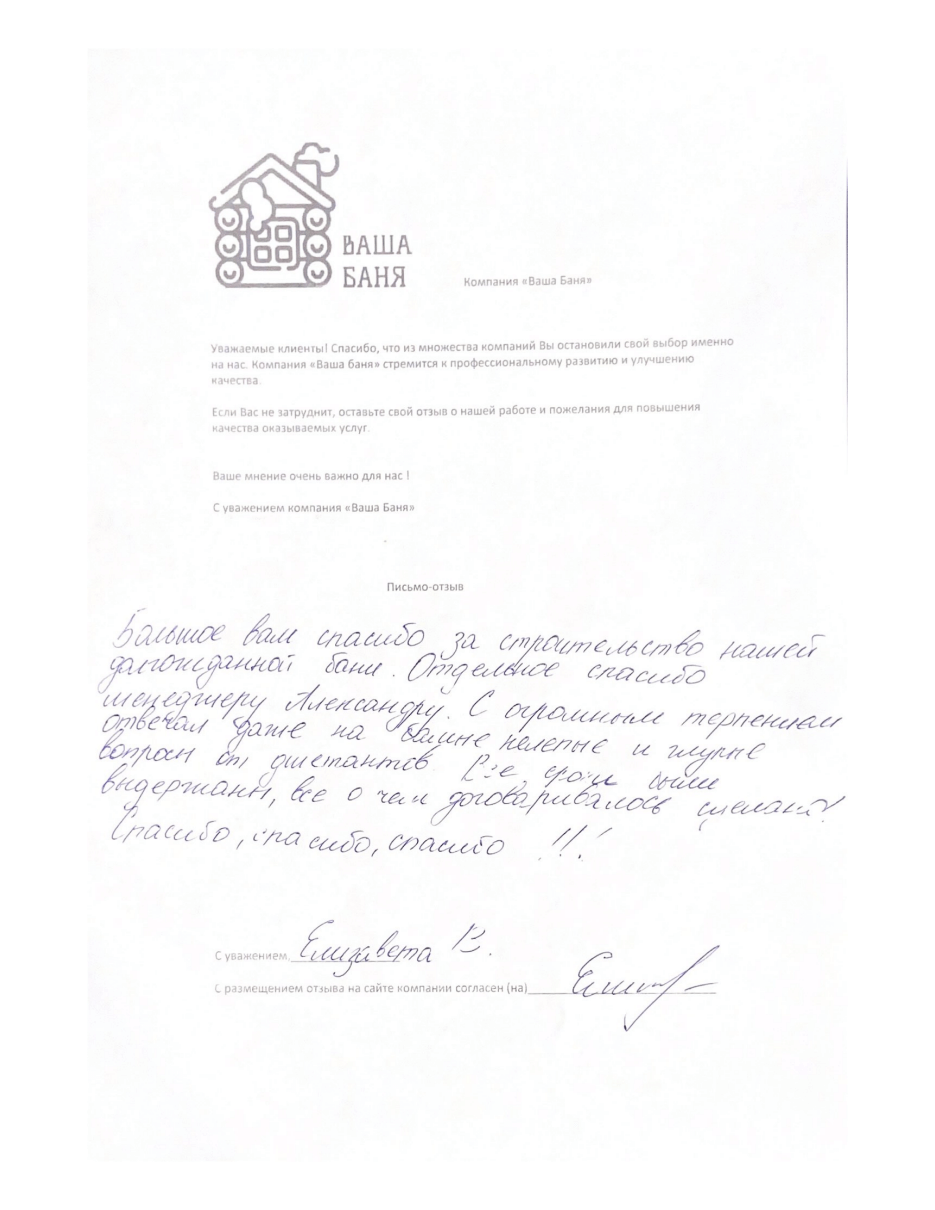 ВАША
БАНЯ
Компания «Ваша Баня»
Уважаемые клиенты! Спасибо, что из множества компаний Вы остановили свой выбор именно
на нас. Компания «Ваша баня» стремится к профессиональному развитию и улучшению
качества.
Если Вас не затруднит, оставьте свой отзыв о нашей работе и пожелания для повышения
качества оказываемых услуг.
Ваше мнение очень важно для нас !
С уважением компания «Ваша Баня»
Письмо-отзыв
Большое вам спасибо за строительство нашей
долгожданной бани. Отдельное спасибо
менеджеру Александру. С огромным терпением
отвечал даже на самые нелепые и глупые
вопросы от дилетантов. Все сроки были
выдержаны, все о чем договаривалось сделали!
Спасибо, спасибо, спасибо !!!
С уважением, Елизавета В.
С размещением отзыва на сайте компании согласен (на)